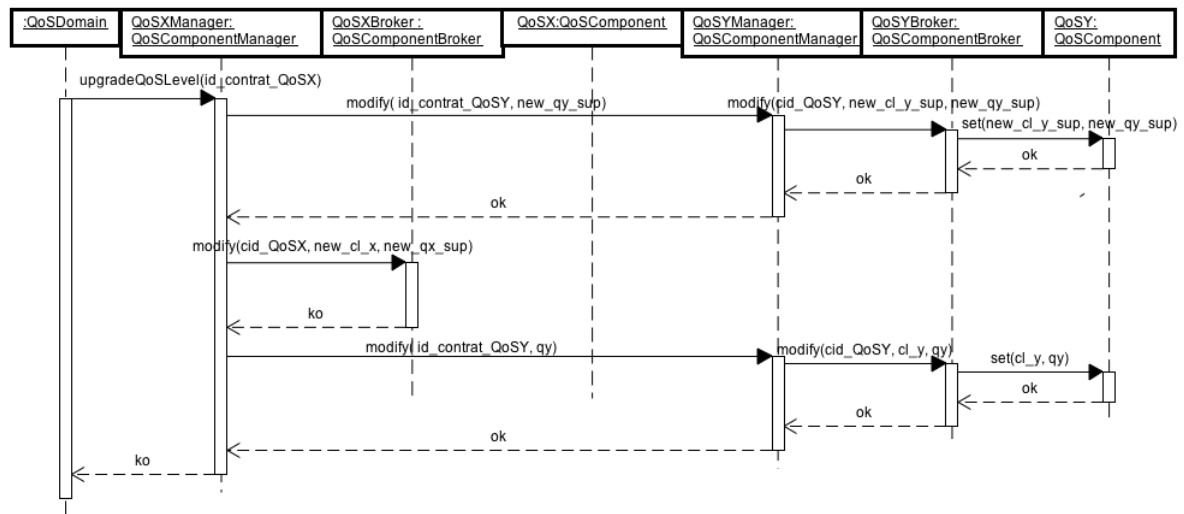 :QoSDomain
QoSXManager:
QoSComponentManager
QoSXBroker :
QoSComponentBroker
QoSX:QoSComponent
QoSYManager:
QoSComponentManager
QoSYBroker:
QoSComponentBroker
QoSY:
QoSComponent
upgradeQoSLevel(id_contrat_QoSX)
modify( id_contrat_QoSY, new_qy_sup)
modify(cid_QoSY, new_cl_y_sup, new_qy_sup)
set(new_cl_y_sup, new_qy_sup)
ok
ok
ok
modify(cid_QoSX, new_cl_x, new_qx_sup)
ko
modify( id_contrat_QoSY, qy)
modify(cid_QoSY, cl_y, qy)
set(cl_y, qy)
ok
ok
ok
ko